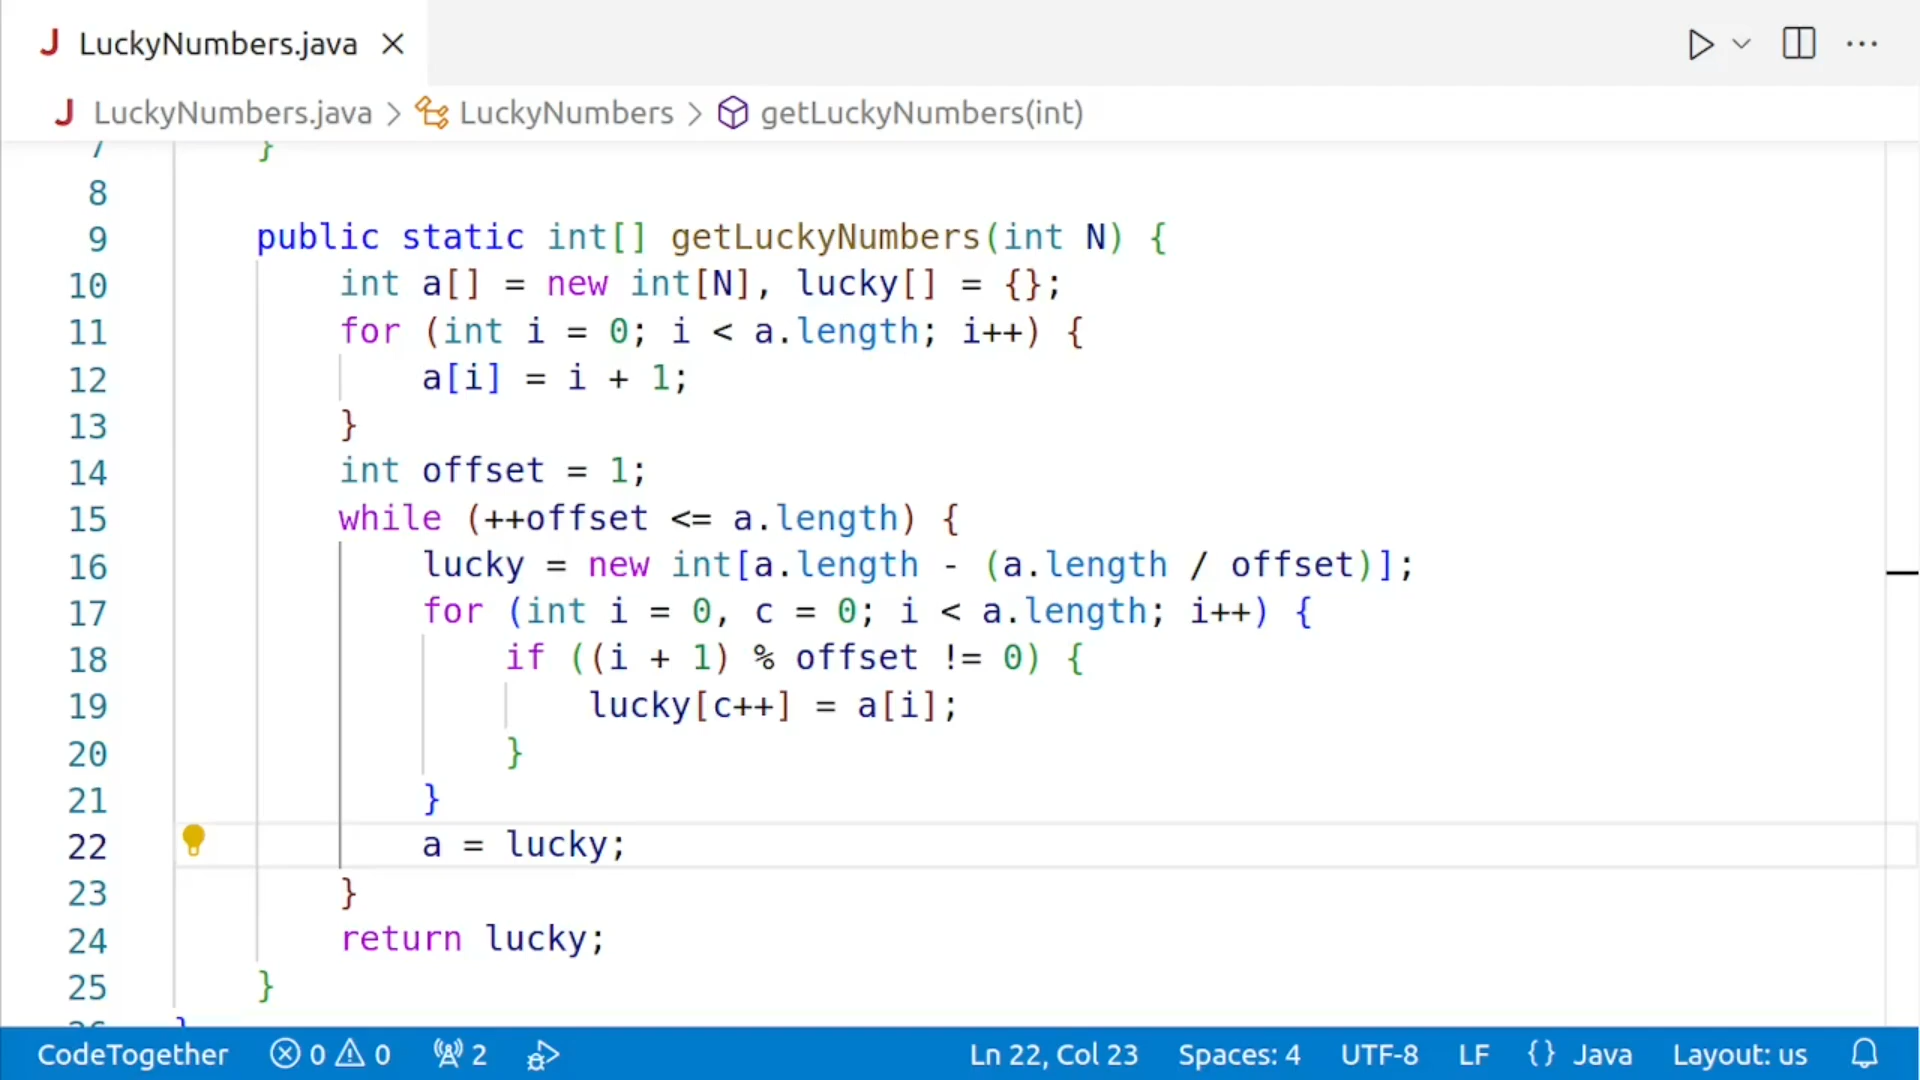 J LuckyNumbers.java
J LuckyNumbers.java > LuckyNumbers > getLuckyNumbers(int)
7 }
8
9 public static int[] getLuckyNumbers(int N) {
10 int a[] = new int[N], lucky[] = {};
11 for (int i = 0; i < a.length; i++) {
12 a[i] = i + 1;
13 }
14 int offset = 1;
15 while (++offset <= a.length) {
16 lucky = new int[a.length - (a.length / offset)];
17 for (int i = 0, c = 0; i < a.length; i++) {
18 if ((i + 1) % offset != 0) {
19 lucky[c++] = a[i];
20 }
21 }
22 a = lucky;
23 }
24 return lucky;
25 }
26 }
CodeTogether 0 0 2 Ln 22, Col 23 Spaces: 4 UTF-8 LF {} Java Layout: us